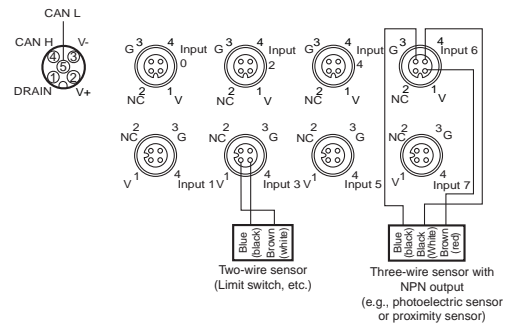 CAN L
CAN H
V-
4
3
5
1
2
DRAIN
V+
G 3 4 Input 0
2 1
NC V
G 3 4 Input 2
2 1
NC V
G 3 4 Input 4
2 1
NC V
G 3 4 Input 6
2 1
NC V
NC 2 3 G
V 1 4 Input 1
NC 2 3 G
V 1 4 Input 3
NC 2 3 G
V 1 4 Input 5
NC 2 3 G
V 1 4 Input 7
Blue
(black)
Brown
(white)
Two-wire sensor
(Limit switch, etc.)
Blue
(black)
Black
(White)
Brown
(red)
Three-wire sensor with
NPN output
(e.g., photoelectric sensor
or proximity sensor)